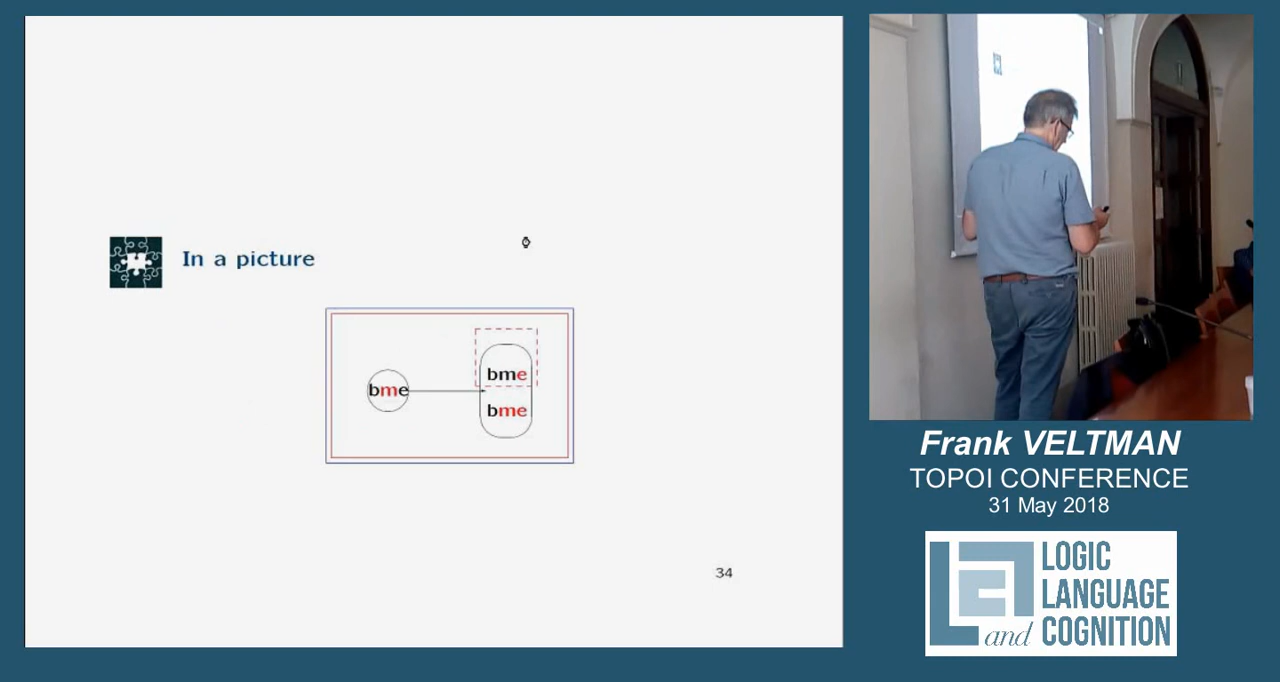 In a picture
bme
bme
bme
34
Frank VELTMAN
TOPOI CONFERENCE
31 May 2018
LOGIC
LANGUAGE
and COGNITION